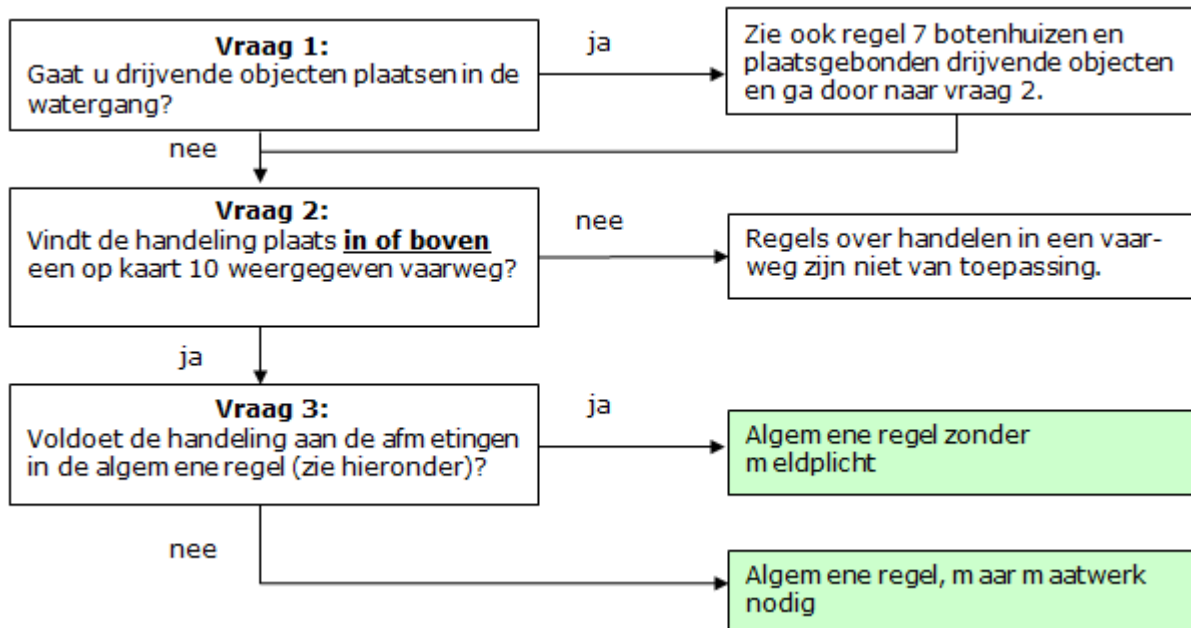 Vraag 1:
Gaat u drijvende objecten plaatsen in de
watergang?
ja
Zie ook regel 7 botenhuizen en
plaatsgebonden drijvende objecten
en ga door naar vraag 2.
nee
Vraag 2:
Vindt de handeling plaats in of boven
een op kaart 10 weergegeven vaarweg?
nee
Regels over handelen in een vaar-
weg zijn niet van toepassing.
ja
Vraag 3:
Voldoet de handeling aan de afmetingen
in de algemene regel (zie hieronder)?
ja
Algemene regel zonder
meldplicht
nee
Algemene regel, maar maatwerk
nodig